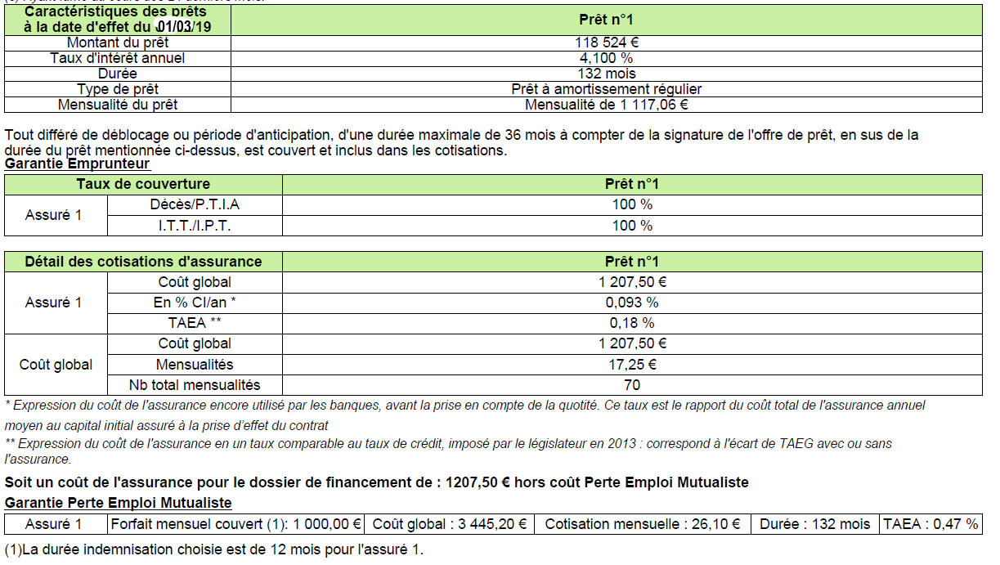 Caractéristiques des prêts
à la date d'effet du 01/03/19
Prêt n°1
Montant du prêt 118 524 €
Taux d'intérêt annuel 4,100 %
Durée 132 mois
Type de prêt Prêt à amortissement régulier
Mensualité du prêt Mensualité de 1 117,06 €
Tout différé de déblocage ou période d'anticipation, d'une durée maximale de 36 mois à compter de la signature de l'offre de prêt, en sus de la
durée du prêt mentionnée ci-dessus, est couvert et inclus dans les cotisations.
Garantie Emprunteur
Taux de couverture Prêt n°1
Assuré 1
Décès/P.T.I.A 100 %
I.T.T./I.P.T. 100 %
Détail des cotisations d'assurance Prêt n°1
Assuré 1
Coût global 1 207,50 €
En % CI/an * 0,093 %
TAEA ** 0,18 %
Coût global
Coût global 1 207,50 €
Mensualités 17,25 €
Nb total mensualités 70
* Expression du coût de l'assurance encore utilisé par les banques, avant la prise en compte de la quotité. Ce taux est le rapport du coût total de l'assurance annuel
moyen au capital initial assuré à la prise d'effet du contrat
** Expression du coût de l'assurance en un taux comparable au taux de crédit, imposé par le législateur en 2013 : correspond à l'écart de TAEG avec ou sans
l'assurance.
Soit un coût de l'assurance pour le dossier de financement de : 1207,50 € hors coût Perte Emploi Mutualiste
Garantie Perte Emploi Mutualiste
Assuré 1 Forfait mensuel couvert (1): 1 000,00 € Coût global : 3 445,20 € Cotisation mensuelle : 26,10 € Durée : 132 mois TAEA : 0,47 %
(1)La durée indemnisation choisie est de 12 mois pour l'assuré 1.